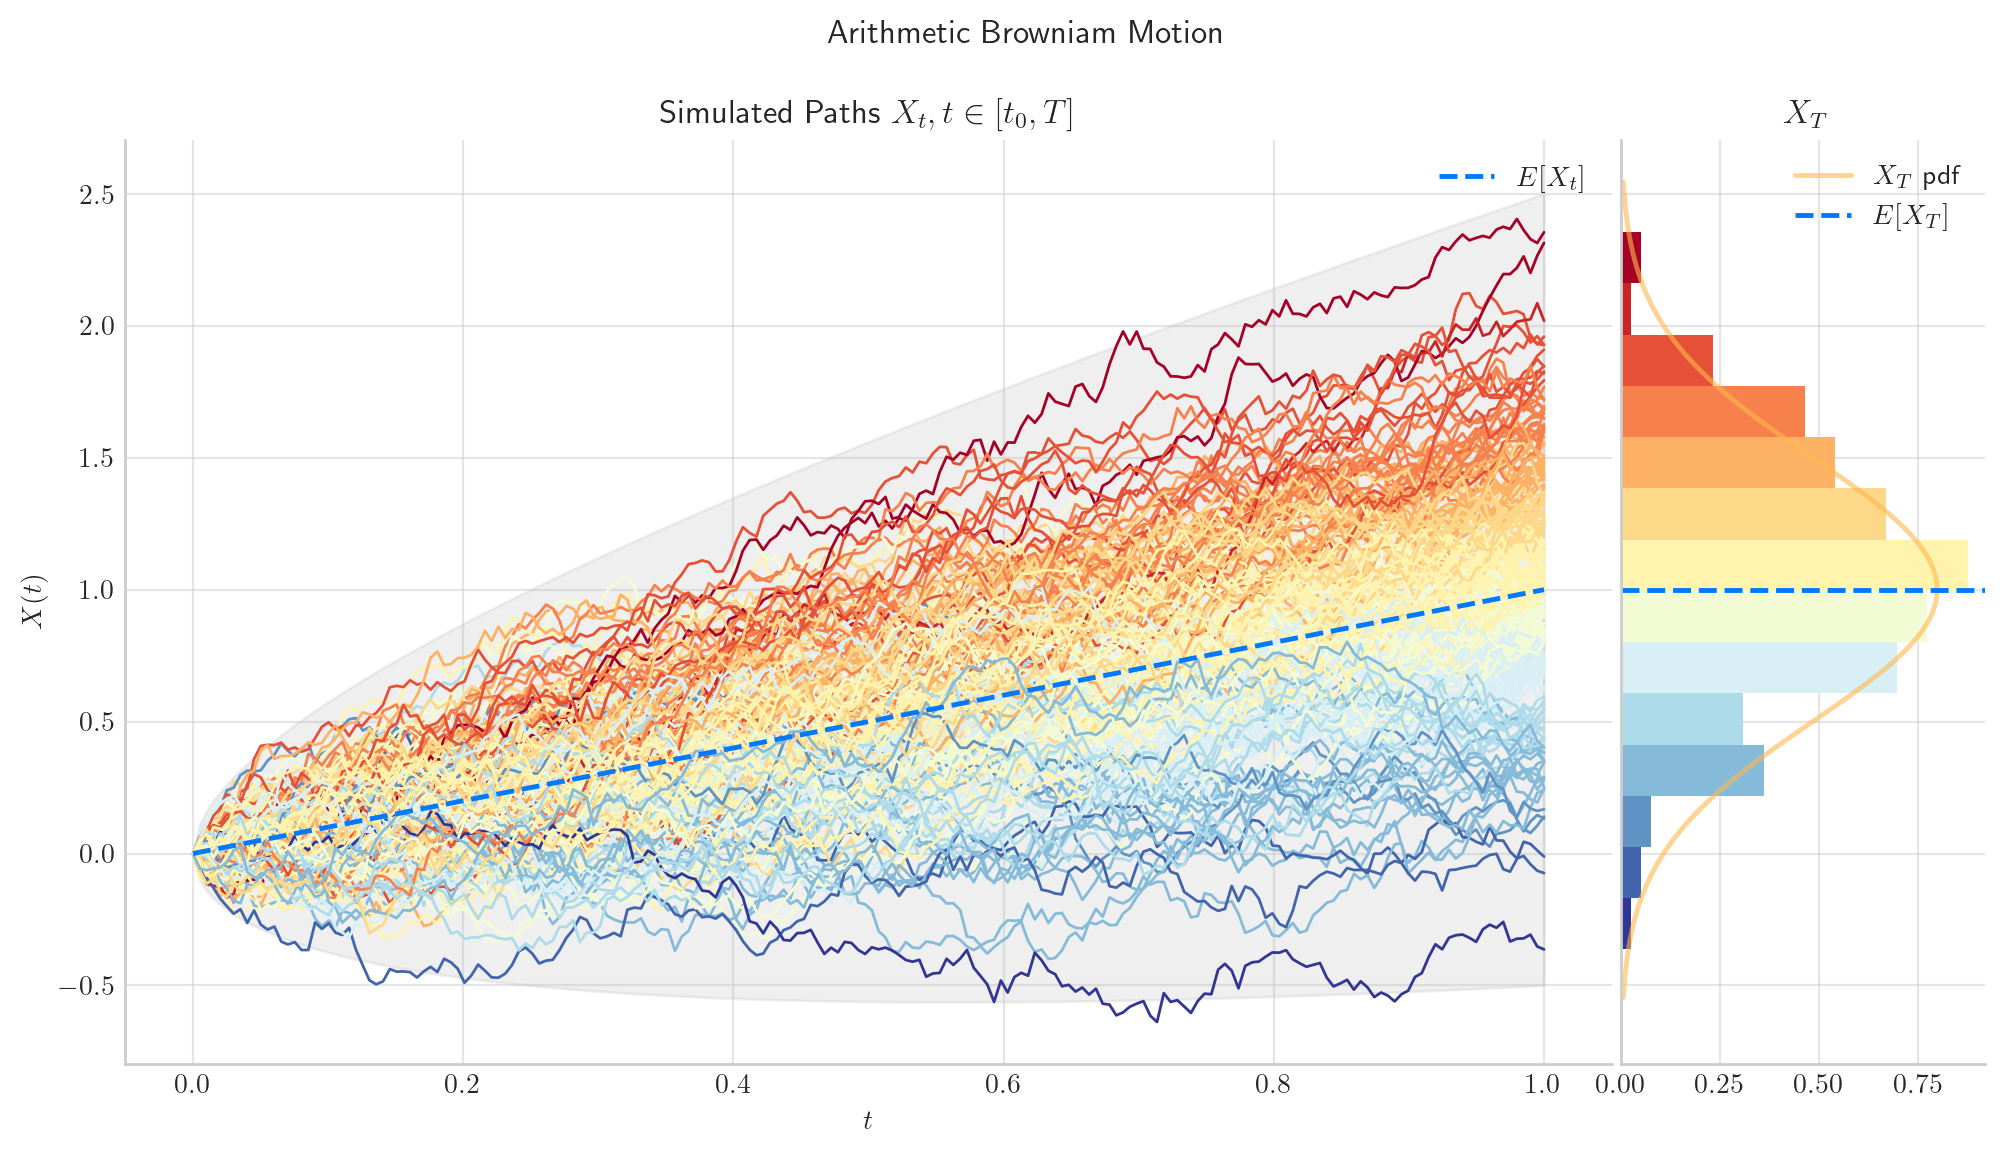 Arithmetic Browniam Motion
Simulated Paths $X_t, t \in [t_0, T]$
$X_T$
$E[X_t]$
$X_T$ pdf
$E[X_T]$
2.5
2.0
1.5
1.0
0.5
0.0
−0.5
$X(t)$
0.0 0.2 0.4 0.6 0.8 1.0
0.00 0.25 0.50 0.75
$t$